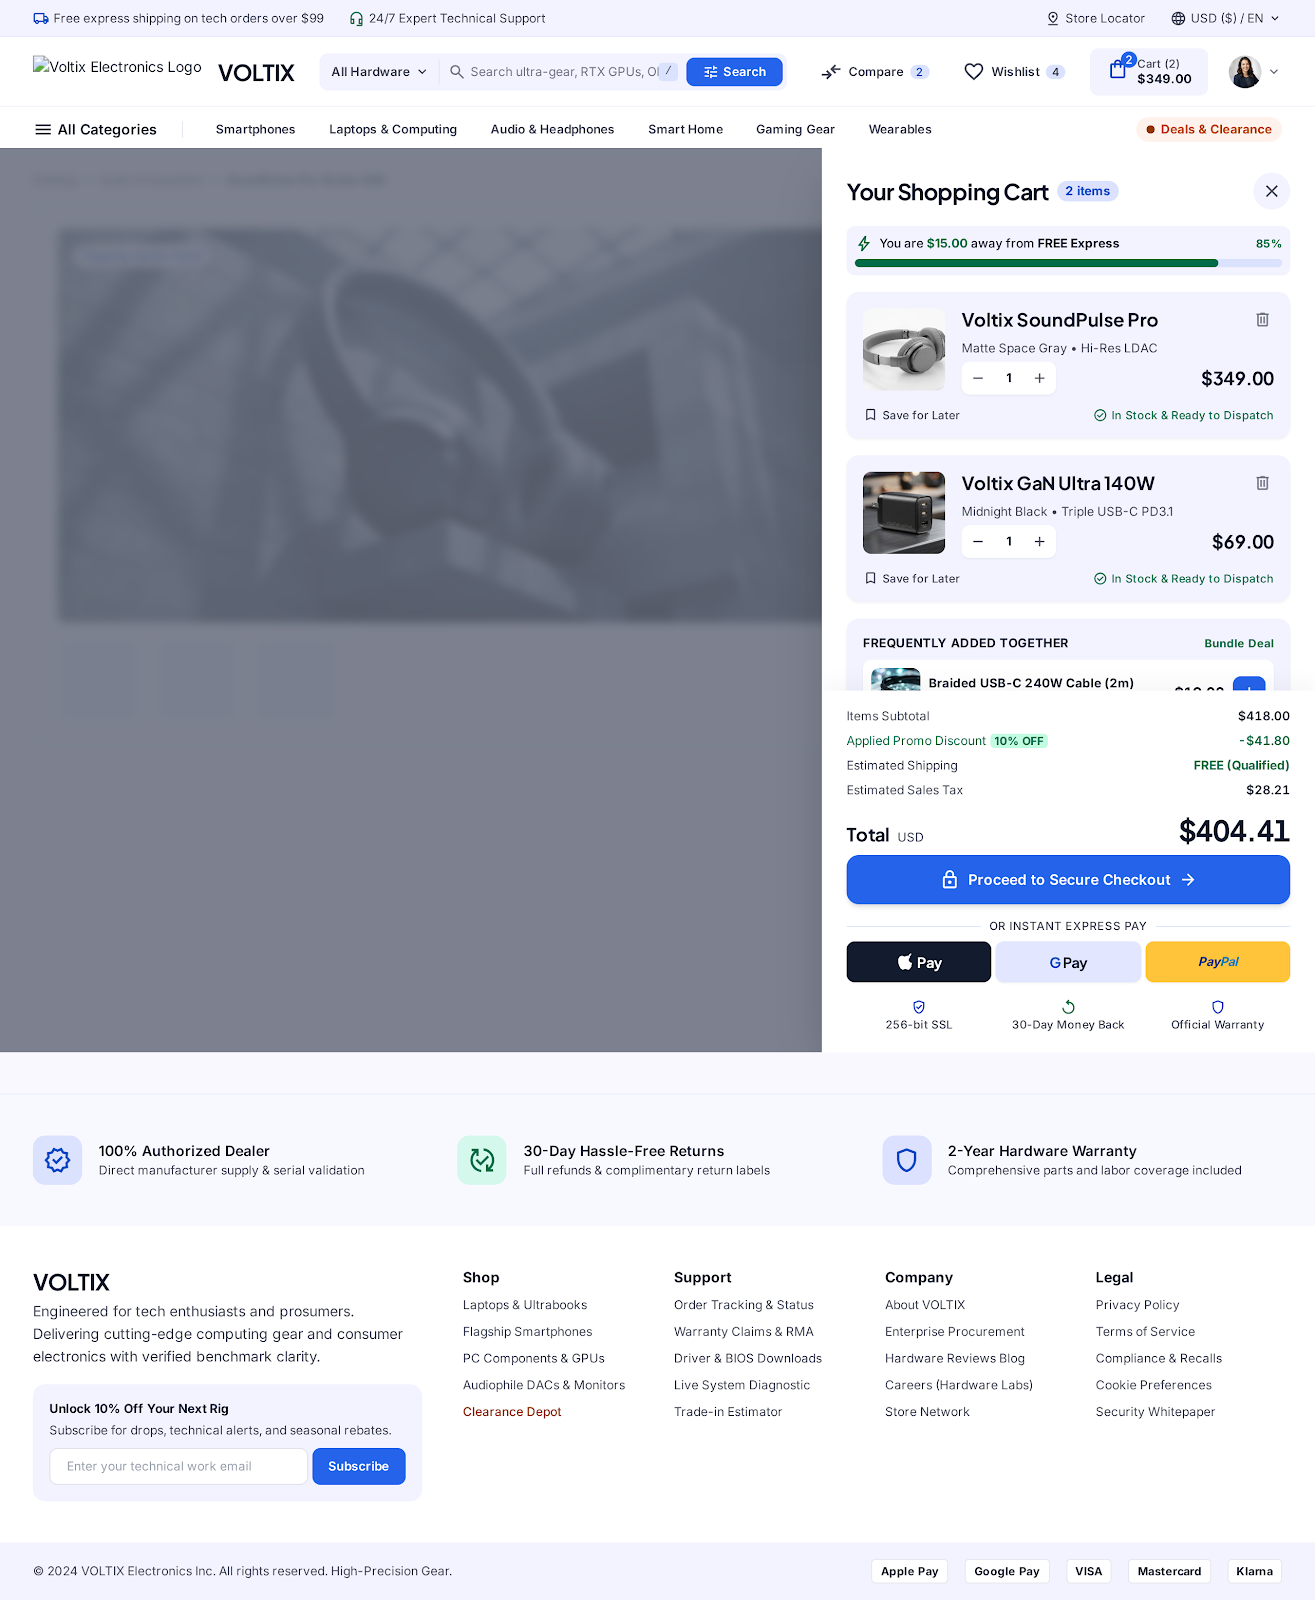 Free express shipping on tech orders over $99
24/7 Expert Technical Support
Store Locator
USD ($) / EN
Voltix Electronics Logo
VOLTIX
All Hardware
Search ultra-gear, RTX GPUs, Ol
/
Search
Compare 2
Wishlist 4
2
Cart (2)
$349.00
All Categories
Smartphones
Laptops & Computing
Audio & Headphones
Smart Home
Gaming Gear
Wearables
Deals & Clearance
Your Shopping Cart 2 items
You are $15.00 away from FREE Express 85%
Voltix SoundPulse Pro
Matte Space Gray • Hi-Res LDAC
1
$349.00
Save for Later
In Stock & Ready to Dispatch
Voltix GaN Ultra 140W
Midnight Black • Triple USB-C PD3.1
1
$69.00
Save for Later
In Stock & Ready to Dispatch
FREQUENTLY ADDED TOGETHER Bundle Deal
Braided USB-C 240W Cable (2m)
Items Subtotal $418.00
Applied Promo Discount 10% OFF -$41.80
Estimated Shipping FREE (Qualified)
Estimated Sales Tax $28.21
Total USD $404.41
Proceed to Secure Checkout
OR INSTANT EXPRESS PAY
Pay
G Pay
PayPal
256-bit SSL
30-Day Money Back
Official Warranty
100% Authorized Dealer
Direct manufacturer supply & serial validation
30-Day Hassle-Free Returns
Full refunds & complimentary return labels
2-Year Hardware Warranty
Comprehensive parts and labor coverage included
VOLTIX
Engineered for tech enthusiasts and prosumers.
Delivering cutting-edge computing gear and consumer
electronics with verified benchmark clarity.
Unlock 10% Off Your Next Rig
Subscribe for drops, technical alerts, and seasonal rebates.
Enter your technical work email
Subscribe
Shop
Laptops & Ultrabooks
Flagship Smartphones
PC Components & GPUs
Audiophile DACs & Monitors
Clearance Depot
Support
Order Tracking & Status
Warranty Claims & RMA
Driver & BIOS Downloads
Live System Diagnostic
Trade-in Estimator
Company
About VOLTIX
Enterprise Procurement
Hardware Reviews Blog
Careers (Hardware Labs)
Store Network
Legal
Privacy Policy
Terms of Service
Compliance & Recalls
Cookie Preferences
Security Whitepaper
© 2024 VOLTIX Electronics Inc. All rights reserved. High-Precision Gear.
Apple Pay
Google Pay
VISA
Mastercard
Klarna